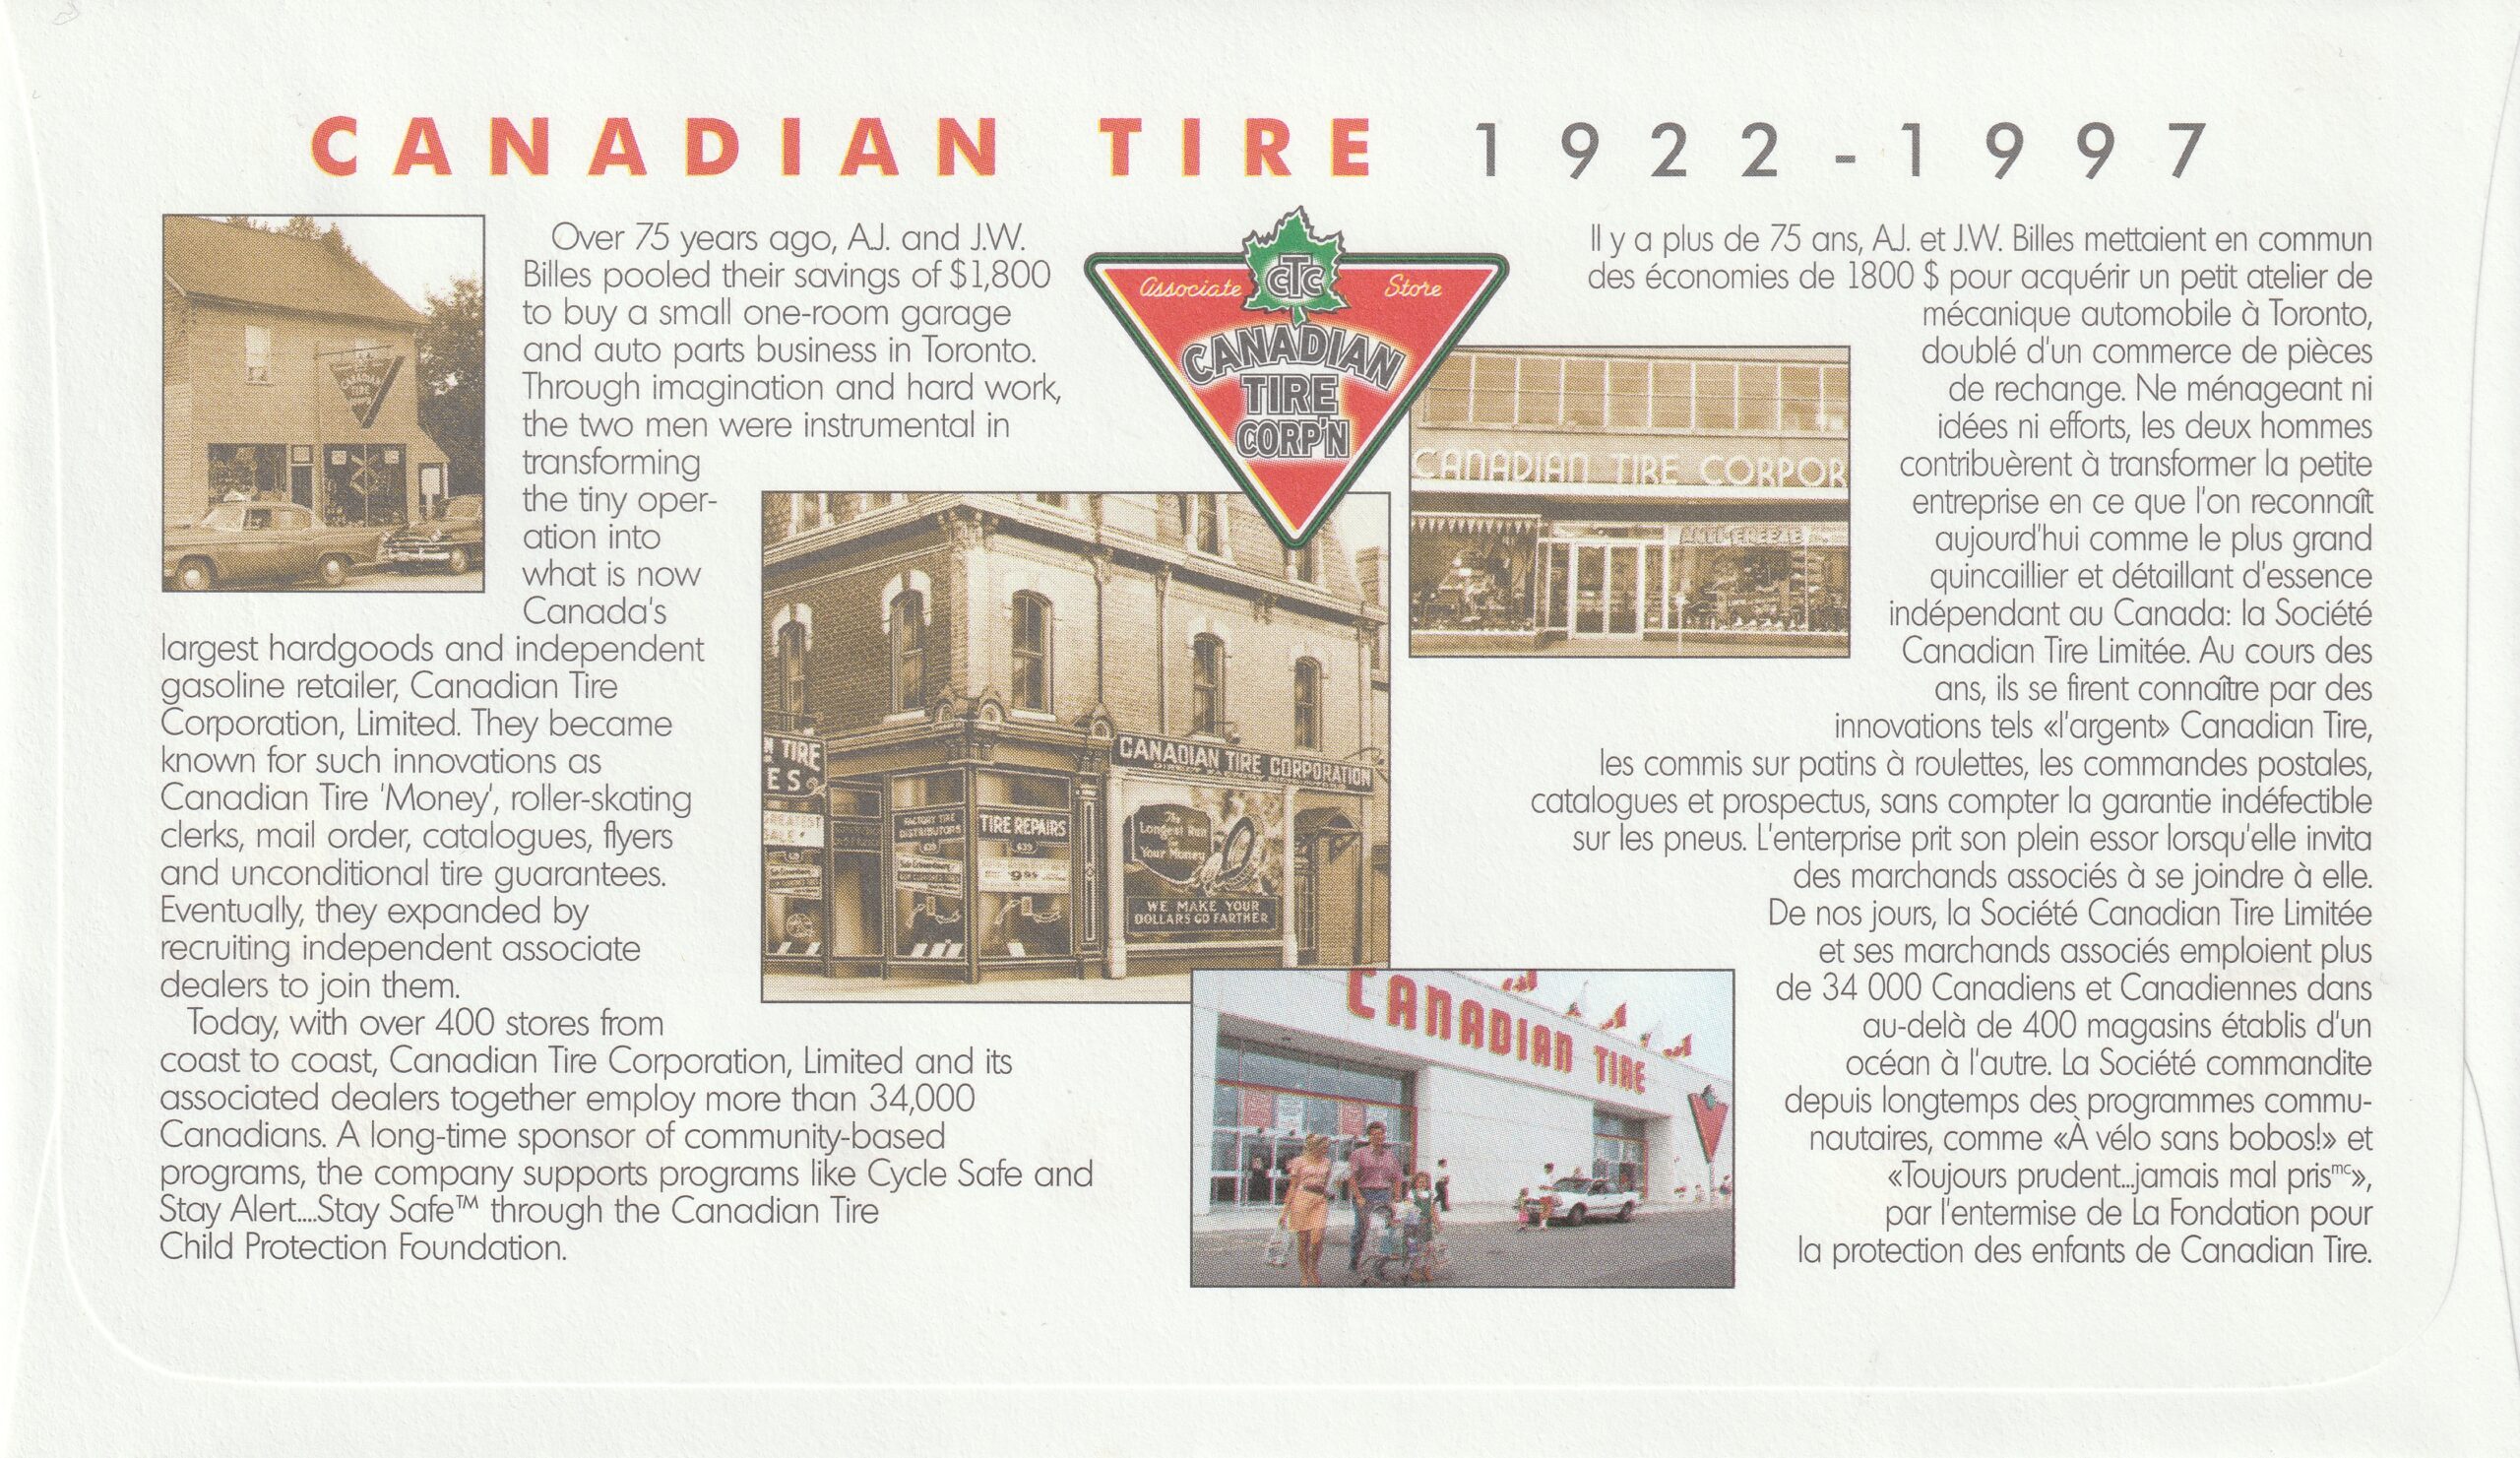 CANADIAN TIRE 1922-1997
Over 75 years ago, A.J. and J.W.
Billes pooled their savings of $1,800
to buy a small one-room garage
and auto parts business in Toronto.
Through imagination and hard work,
the two men were instrumental in
transforming
the tiny oper-
ation into
what is now
Canada's
largest hardgoods and independent
gasoline retailer, Canadian Tire
Corporation, Limited. They became
known for such innovations as
Canadian Tire 'Money', roller-skating
clerks, mail order, catalogues, flyers
and unconditional tire guarantees.
Eventually, they expanded by
recruiting independent associate
dealers to join them.
Today, with over 400 stores from
coast to coast, Canadian Tire Corporation, Limited and its
associated dealers together employ more than 34,000
Canadians. A long-time sponsor of community-based
programs, the company supports programs like Cycle Safe and
Stay Alert....Stay Safe™ through the Canadian Tire
Child Protection Foundation.
CTC
Associate Store
CANADIAN
TIRE
CORP'N
CANADIAN
TIRE
CANADIAN TIRE CORPOR
ANTI-FREEZE
N TIRE
ES
GREATEST
SALE
CANADIAN TIRE CORPORATION
FACTORY TIRE
DISTRIBUTORS
639
TIRE REPAIRS
639
9.95
The
Longest Run
for
Your Money
WE MAKE YOUR
DOLLARS GO FARTHER
CANADIAN TIRE
Il y a plus de 75 ans, A.J. et J.W. Billes mettaient en commun
des économies de 1800 $ pour acquérir un petit atelier de
mécanique automobile à Toronto,
doublé d'un commerce de pièces
de rechange. Ne ménageant ni
idées ni efforts, les deux hommes
contribuèrent à transformer la petite
entreprise en ce que l'on reconnaît
aujourd'hui comme le plus grand
quincaillier et détaillant d'essence
indépendant au Canada: la Société
Canadian Tire Limitée. Au cours des
ans, ils se firent connaître par des
innovations tels «l'argent» Canadian Tire,
les commis sur patins à roulettes, les commandes postales,
catalogues et prospectus, sans compter la garantie indéfectible
sur les pneus. L'enterprise prit son plein essor lorsqu'elle invita
des marchands associés à se joindre à elle.
De nos jours, la Société Canadian Tire Limitée
et ses marchands associés emploient plus
de 34 000 Canadiens et Canadiennes dans
au-delà de 400 magasins établis d'un
océan à l'autre. La Société commandite
depuis longtemps des programmes commu-
nautaires, comme «À vélo sans bobos!» et
«Toujours prudent...jamais mal pris<sup>mc</sup>»,
par l'entermise de La Fondation pour
la protection des enfants de Canadian Tire.